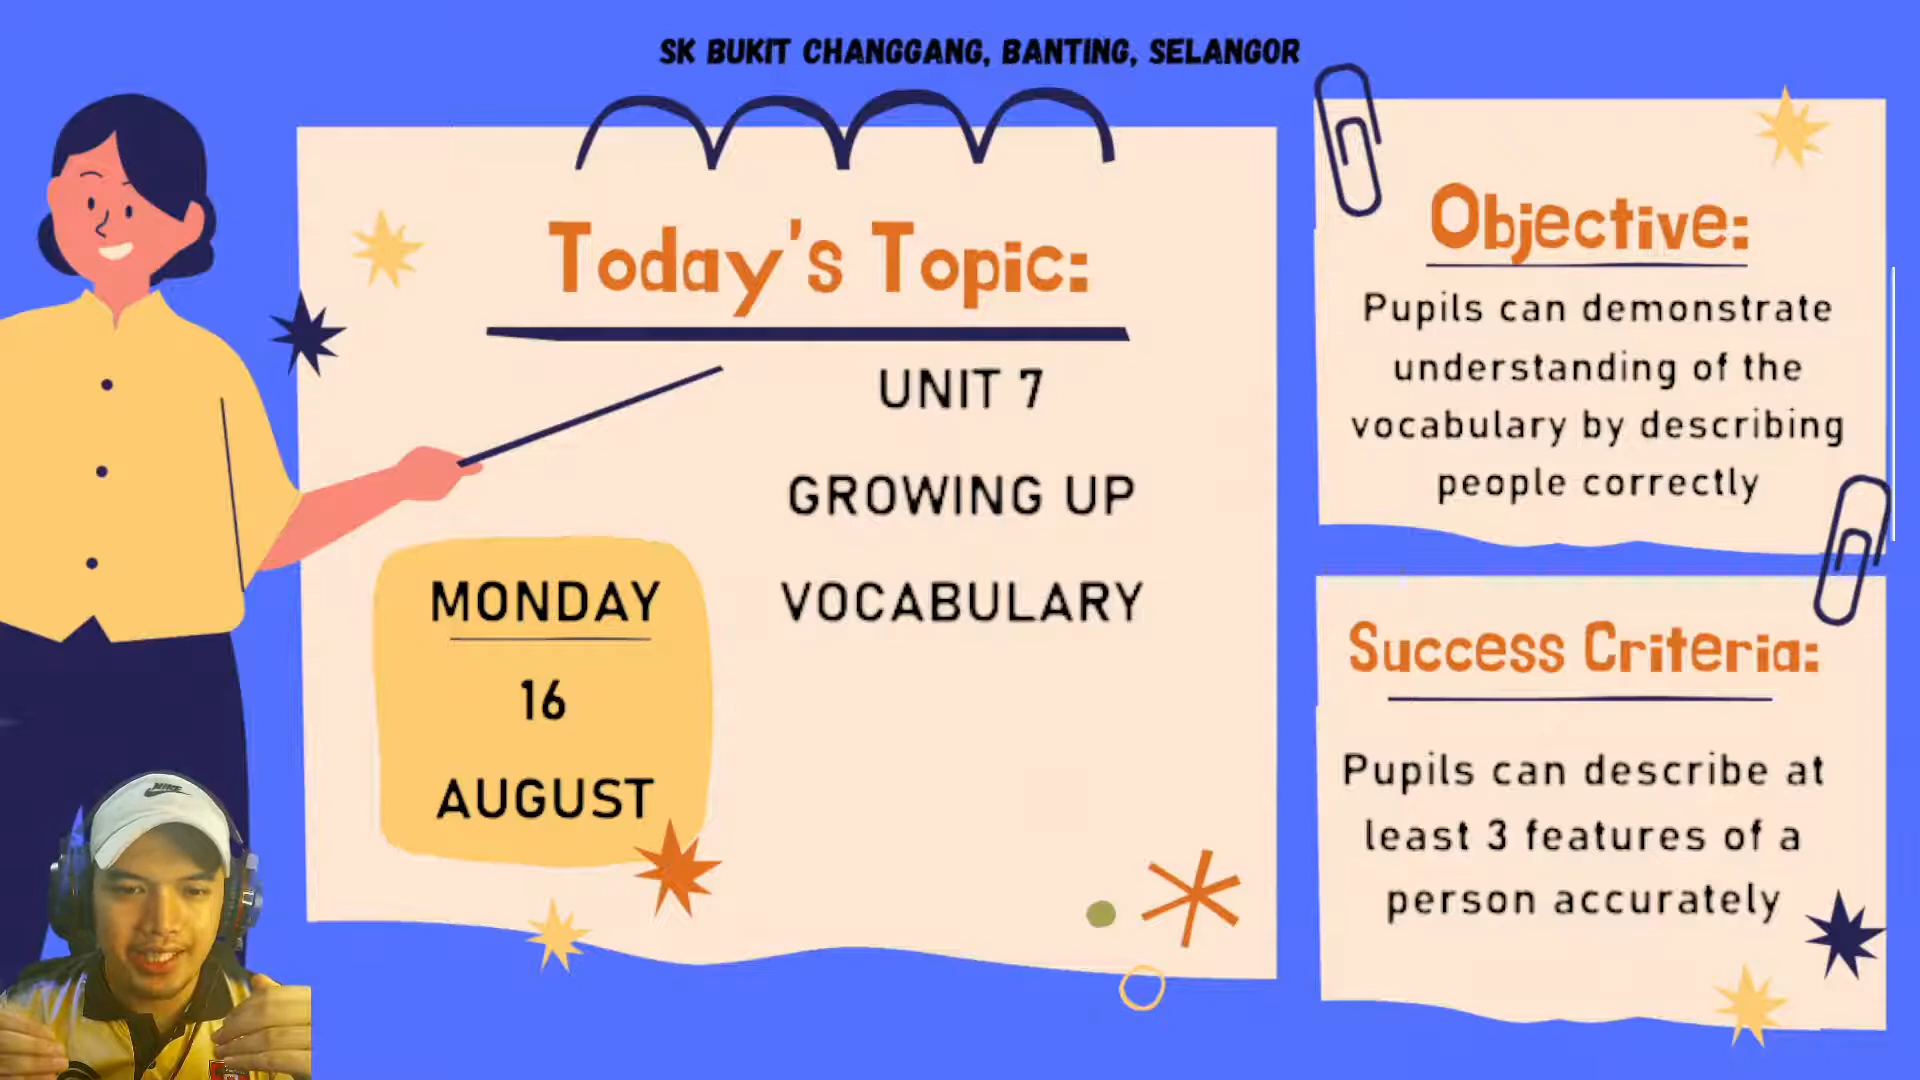 SK BUKIT CHANGGANG, BANTING, SELANGOR
Today's Topic:
UNIT 7
GROWING UP
VOCABULARY
MONDAY
16
AUGUST
Objective:
Pupils can demonstrate
understanding of the
vocabulary by describing
people correctly
Success Criteria:
Pupils can describe at
least 3 features of a
person accurately
NIKE